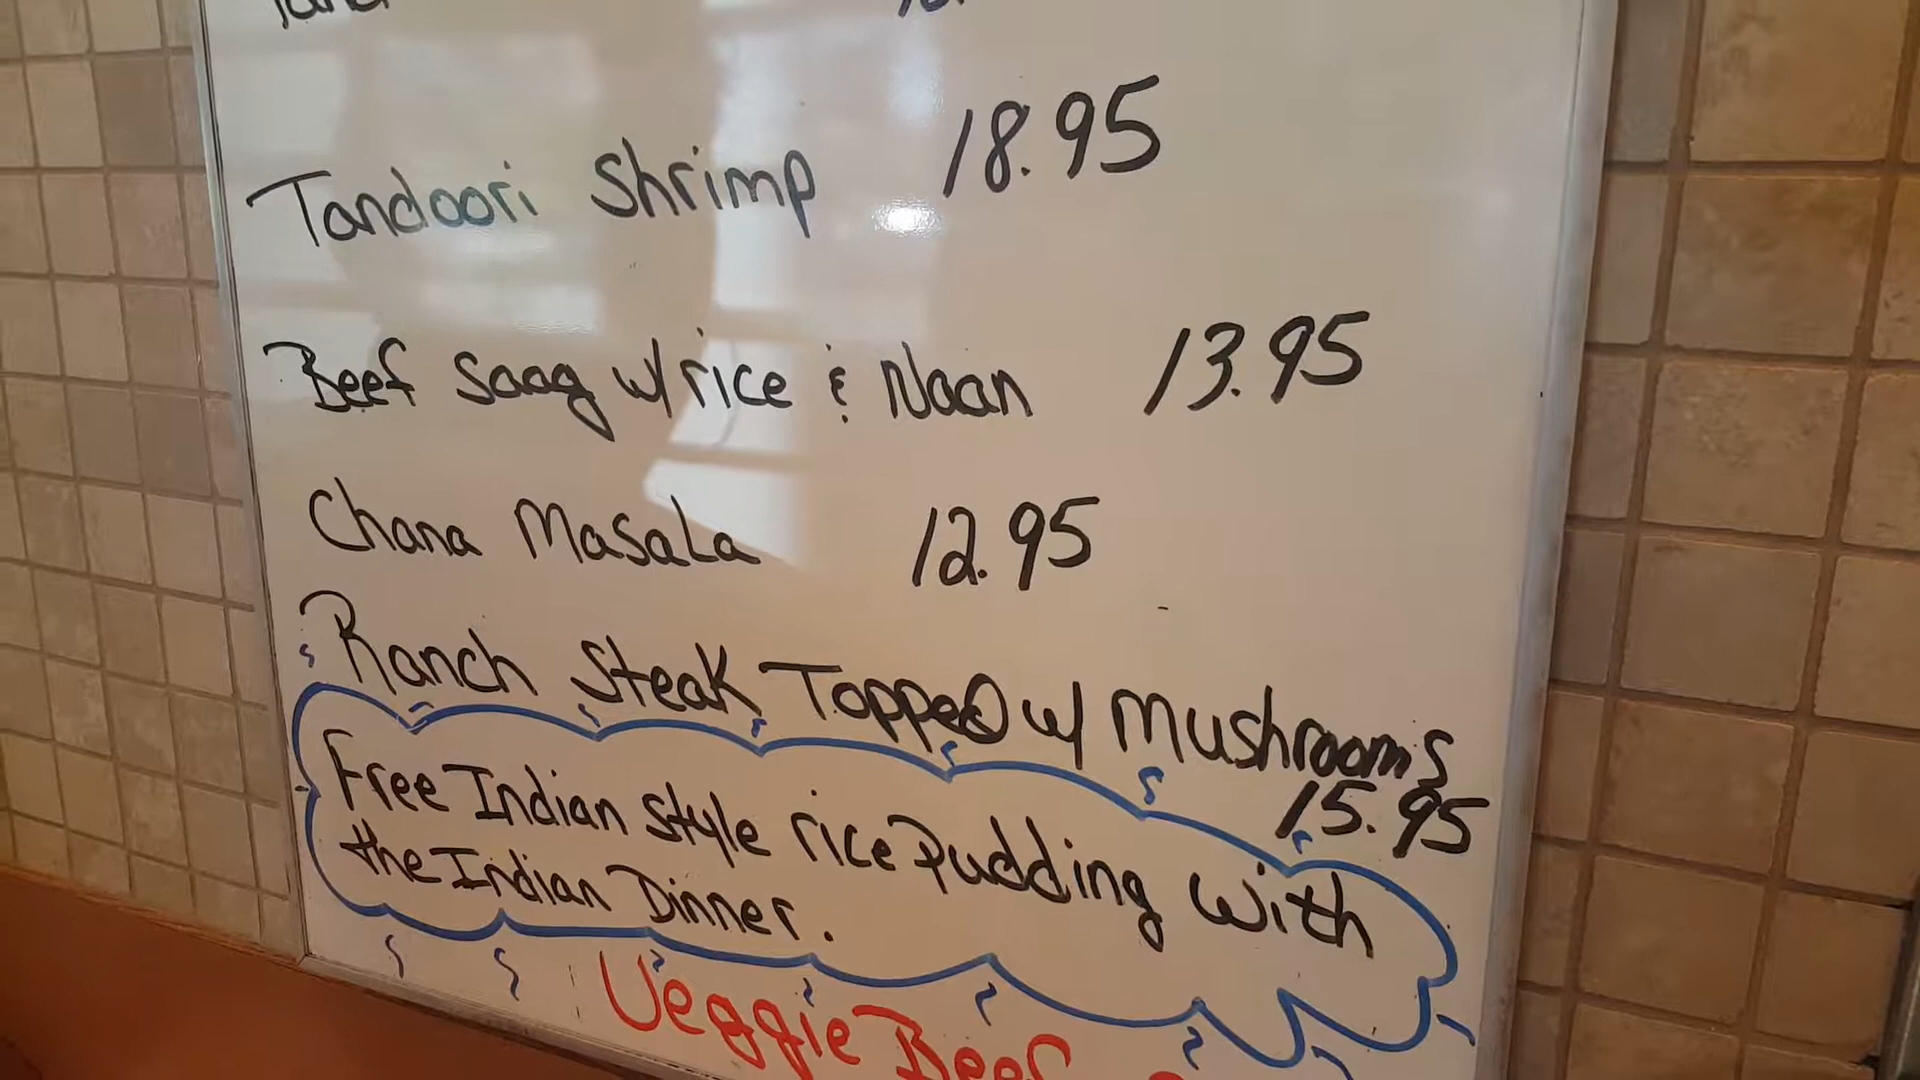 Tandoori Shrimp 18.95
Beef Saag w/rice & Naan 13.95
Chana Masala 12.95
Ranch Steak Topped w/ Mushrooms
15.95
Free Indian Style rice Pudding with
the Indian Dinner.
Veggie Beef